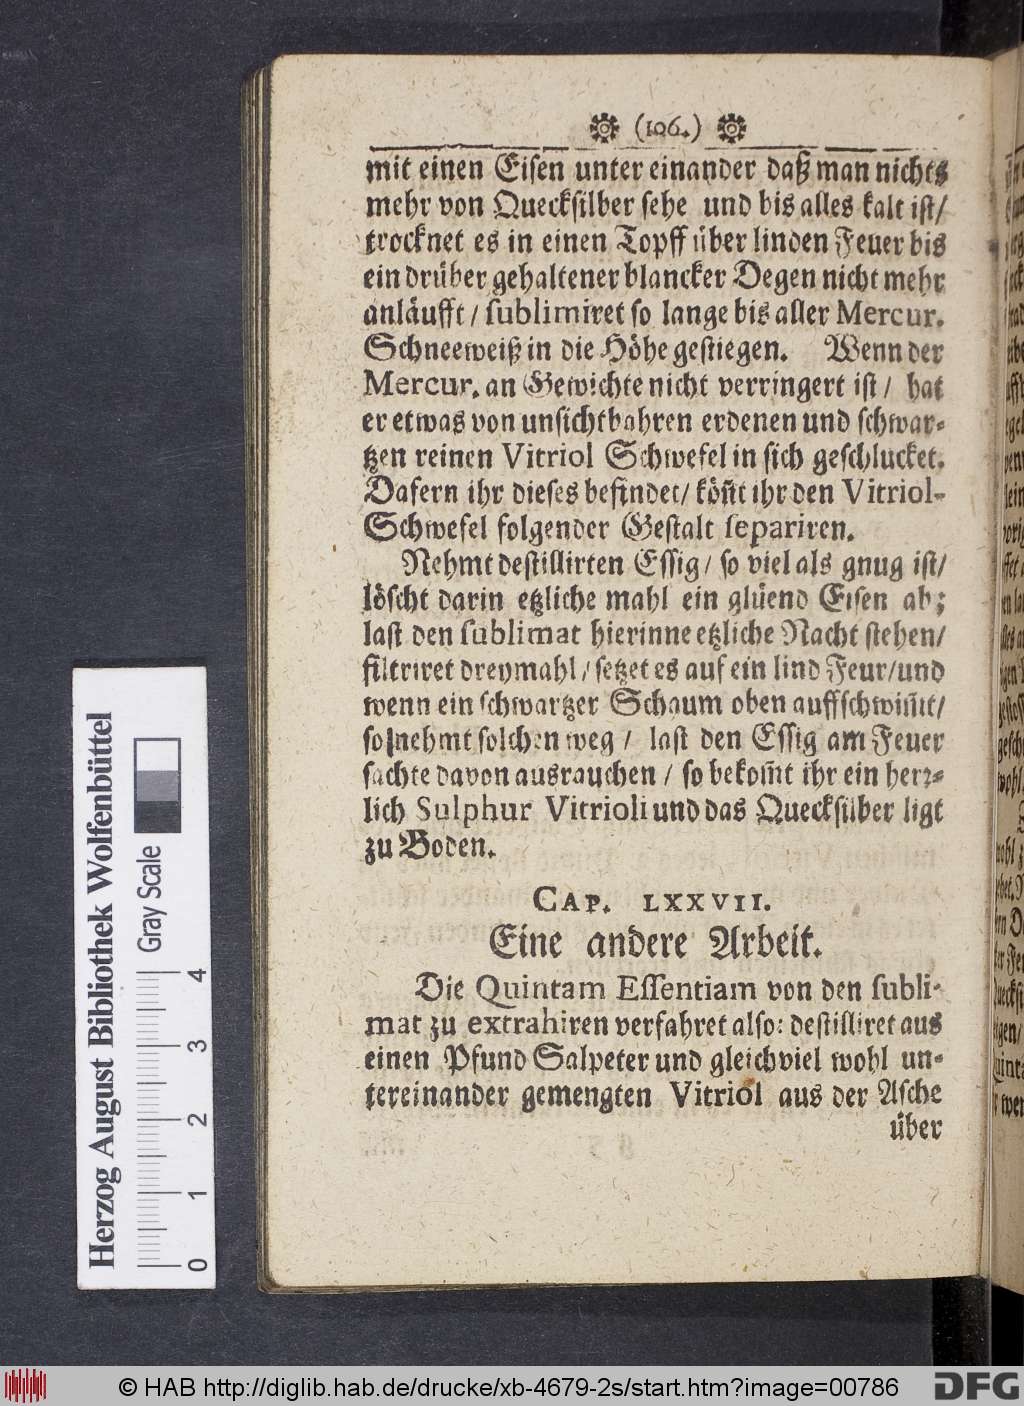 (106.)
mit einen Eisen unter einander daß man nichts
mehr von Quecksilber sehe und bis alles kalt ist/
trocknet es in einen Topff über linden Feuer bis
ein drüber gehaltener blancker Degen nicht mehr
anläufft / sublimiret so lange bis aller Mercur.
Schneeweiß in die Höhe gestiegen. Wenn der
Mercur. an Gewichte nicht verringert ist / hat
er etwas von unsichtbahren erdenen und schwar-
tzen reinen Vitriol Schwefel in sich geschlucket.
Dafern ihr dieses befindet/ köñt ihr den Vitriol-
Schwefel folgender Gestalt separiren.
Nehmt destillirten Essig / so viel als gnug ist/
löscht darin etzliche mahl ein glüend Eisen ab;
last den sublimat hierinne etzliche Nacht stehen/
filtriret dreymahl / setzet es auf ein lind Feur/und
wenn ein schwartzer Schaum oben auffschwim̃t/
so nehmt solchen weg / last den Essig am Feuer
sachte davon ausrauchen / so bekom̃t ihr ein herz-
lich Sulphur Vitrioli und das Quecksilber ligt
zu Boden.
CAP. LXXVII.
Eine andere Arbeit.
Die Quintam Essentiam von den subli-
mat zu extrahiren verfahret also: destilliret aus
einen Pfund Salpeter und gleichviel wohl un-
tereinander gemengten Vitriol aus der Asche
über
Herzog August Bibliothek Wolfenbüttel
Gray Scale
0 1 2 3 4
© HAB http://diglib.hab.de/drucke/xb-4679-2s/start.htm?image=00786
DFG